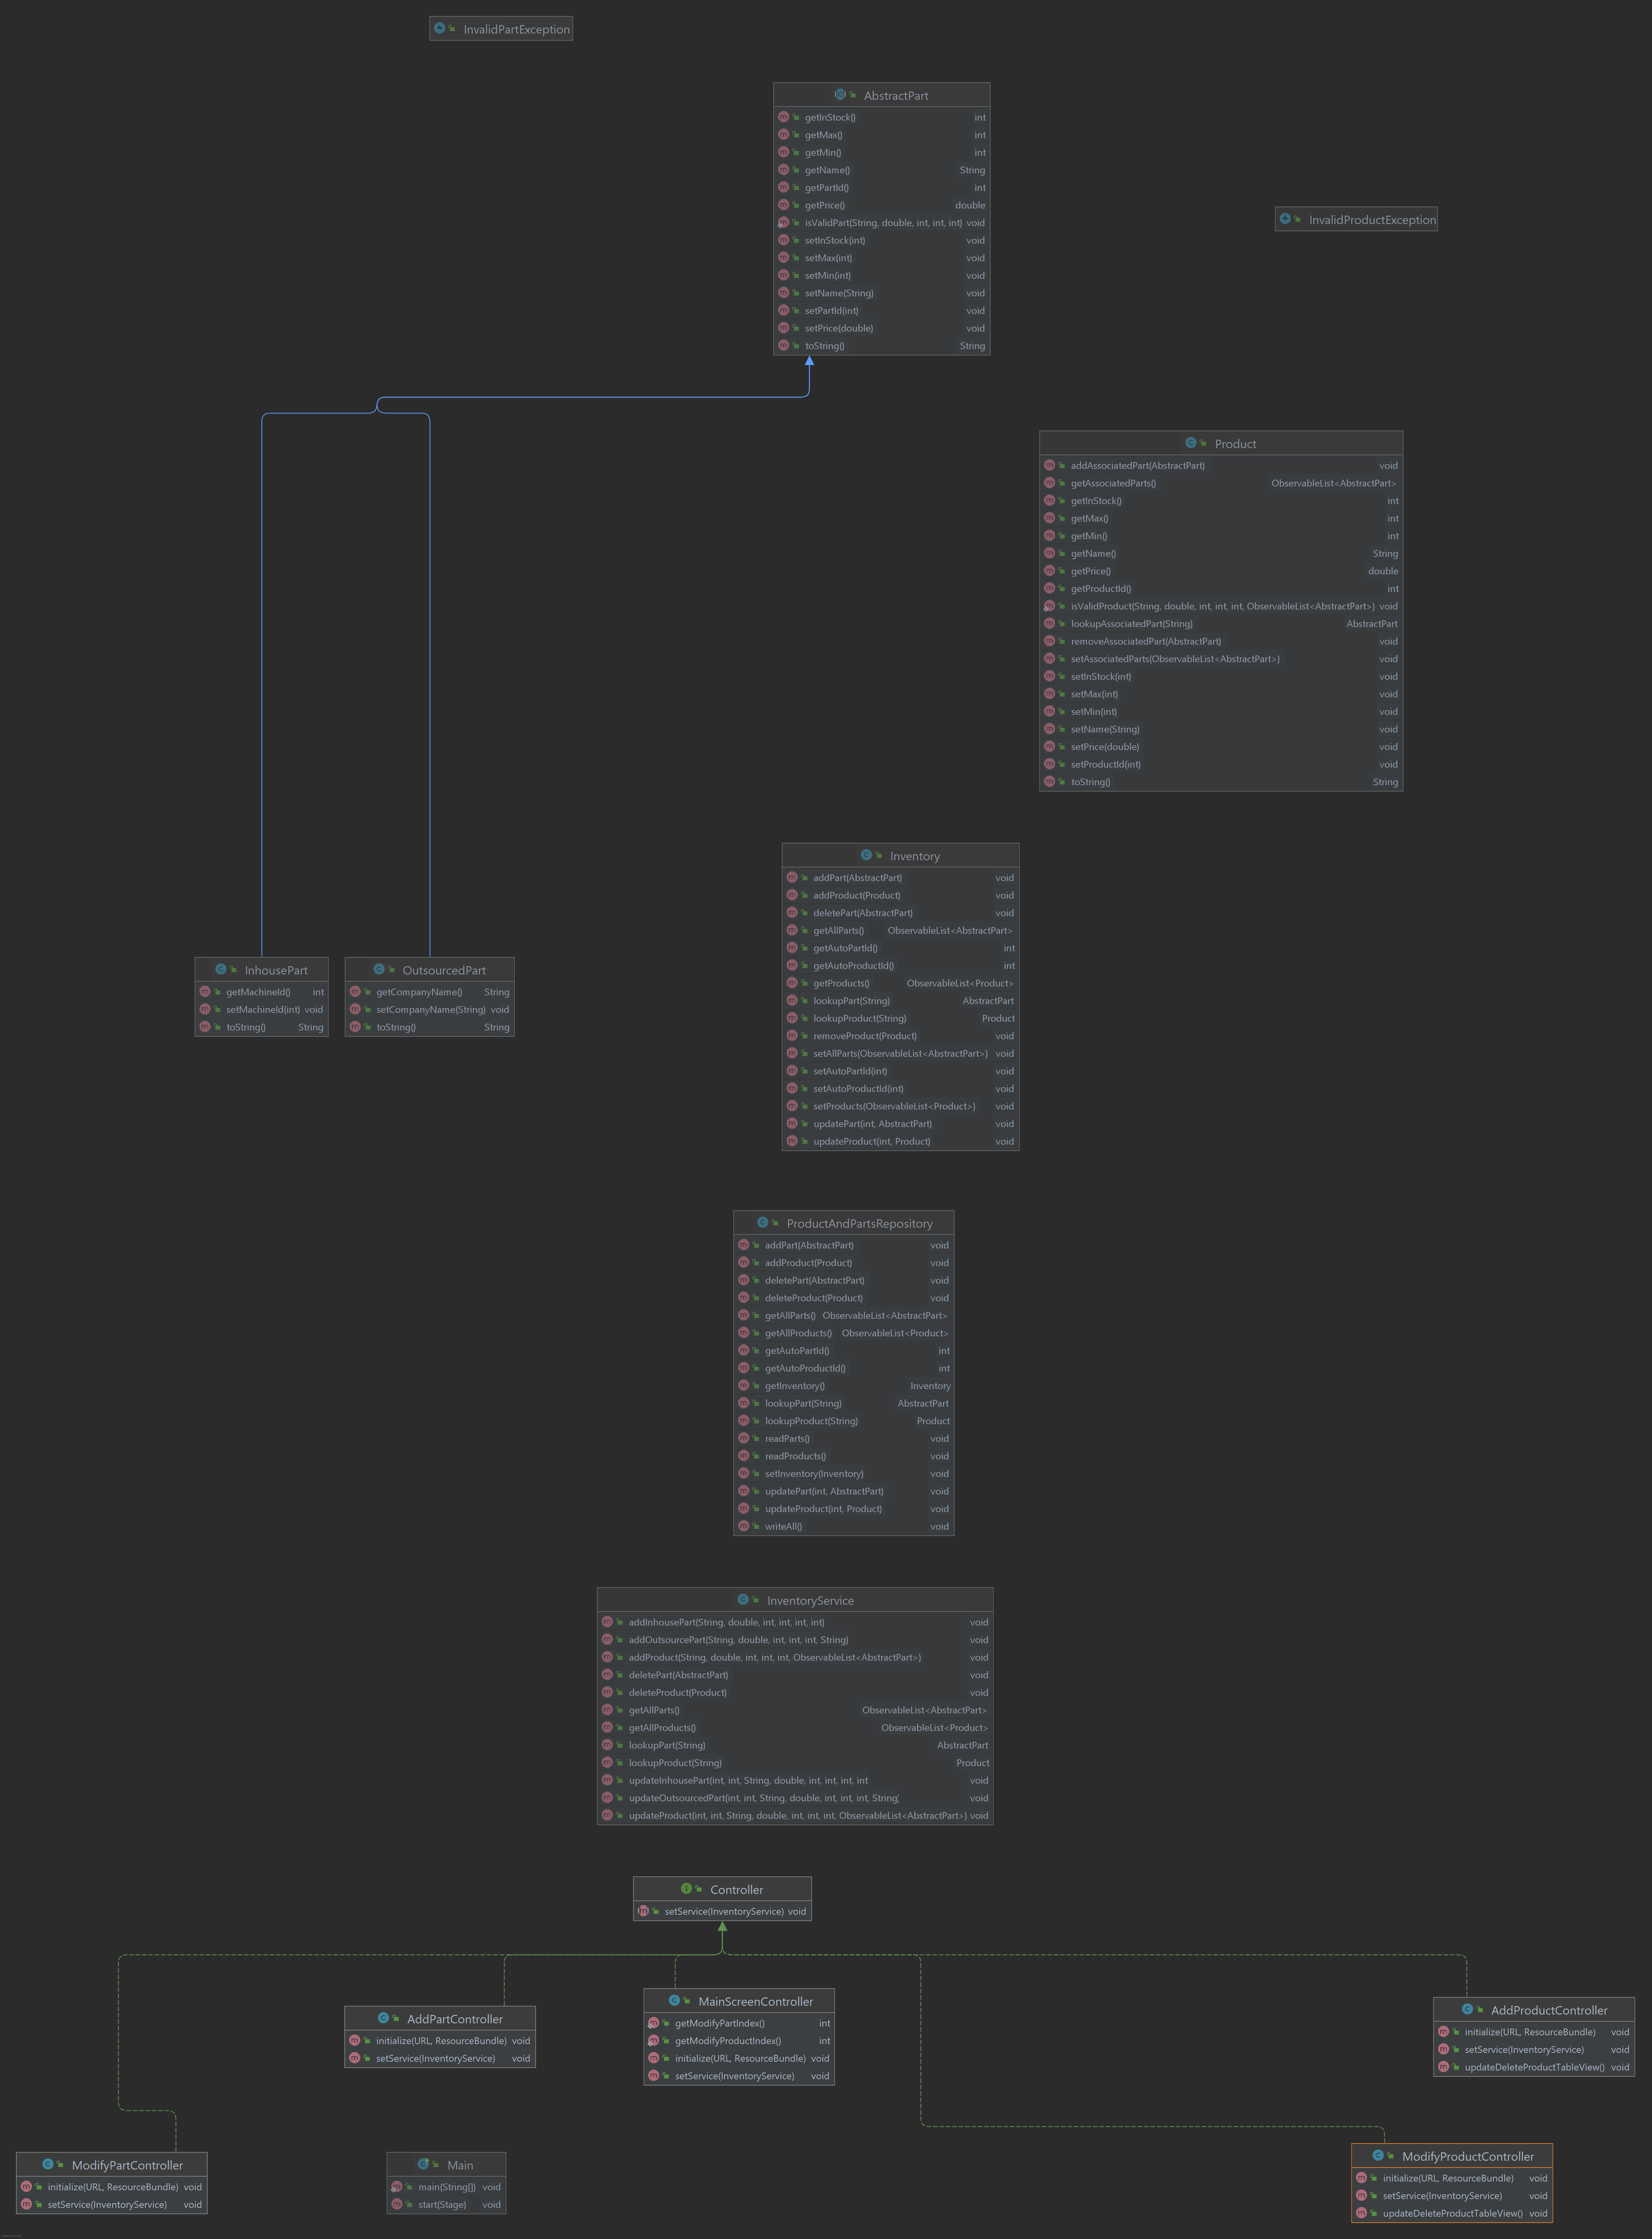 InvalidPartException
AbstractPart
getInStock() int
getMax() int
getMin() int
getName() String
getPartId() int
getPrice() double
isValidPart(String, double, int, int, int) void
setInStock(int) void
setMax(int) void
setMin(int) void
setName(String) void
setPartId(int) void
setPrice(double) void
toString() String
InvalidProductException
Product
addAssociatedPart(AbstractPart) void
getAssociatedParts() ObservableList<AbstractPart>
getInStock() int
getMax() int
getMin() int
getName() String
getPrice() double
getProductId() int
isValidProduct(String, double, int, int, int, ObservableList<AbstractPart>) void
lookupAssociatedPart(String) AbstractPart
removeAssociatedPart(AbstractPart) void
setAssociatedParts(ObservableList<AbstractPart>) void
setInStock(int) void
setMax(int) void
setMin(int) void
setName(String) void
setPrice(double) void
setProductId(int) void
toString() String
Inventory
addPart(AbstractPart) void
addProduct(Product) void
deletePart(AbstractPart) void
getAllParts() ObservableList<AbstractPart>
getAutoPartId() int
getAutoProductId() int
getProducts() ObservableList<Product>
lookupPart(String) AbstractPart
lookupProduct(String) Product
removeProduct(Product) void
setAllParts(ObservableList<AbstractPart>) void
setAutoPartId(int) void
setAutoProductId(int) void
setProducts(ObservableList<Product>) void
updatePart(int, AbstractPart) void
updateProduct(int, Product) void
InhousePart
getMachineId() int
setMachineId(int) void
toString() String
OutsourcedPart
getCompanyName() String
setCompanyName(String) void
toString() String
ProductAndPartsRepository
addPart(AbstractPart) void
addProduct(Product) void
deletePart(AbstractPart) void
deleteProduct(Product) void
getAllParts() ObservableList<AbstractPart>
getAllProducts() ObservableList<Product>
getAutoPartId() int
getAutoProductId() int
getInventory() Inventory
lookupPart(String) AbstractPart
lookupProduct(String) Product
readParts() void
readProducts() void
setInventory(Inventory) void
updatePart(int, AbstractPart) void
updateProduct(int, Product) void
writeAll() void
InventoryService
addInhousePart(String, double, int, int, int, int) void
addOutsourcePart(String, double, int, int, int, String) void
addProduct(String, double, int, int, int, ObservableList<AbstractPart>) void
deletePart(AbstractPart) void
deleteProduct(Product) void
getAllParts() ObservableList<AbstractPart>
getAllProducts() ObservableList<Product>
lookupPart(String) AbstractPart
lookupProduct(String) Product
updateInhousePart(int, int, String, double, int, int, int, int void
updateOutsourcedPart(int, int, String, double, int, int, int, String) void
updateProduct(int, int, String, double, int, int, int, ObservableList<AbstractPart>) void
Controller
setService(InventoryService) void
AddPartController
initialize(URL, ResourceBundle) void
setService(InventoryService) void
MainScreenController
getModifyPartIndex() int
getModifyProductIndex() int
initialize(URL, ResourceBundle) void
setService(InventoryService) void
AddProductController
initialize(URL, ResourceBundle) void
setService(InventoryService) void
updateDeleteProductTableView() void
ModifyPartController
initialize(URL, ResourceBundle) void
setService(InventoryService) void
Main
main(String[]) void
start(Stage) void
ModifyProductController
initialize(URL, ResourceBundle) void
setService(InventoryService) void
updateDeleteProductTableView() void